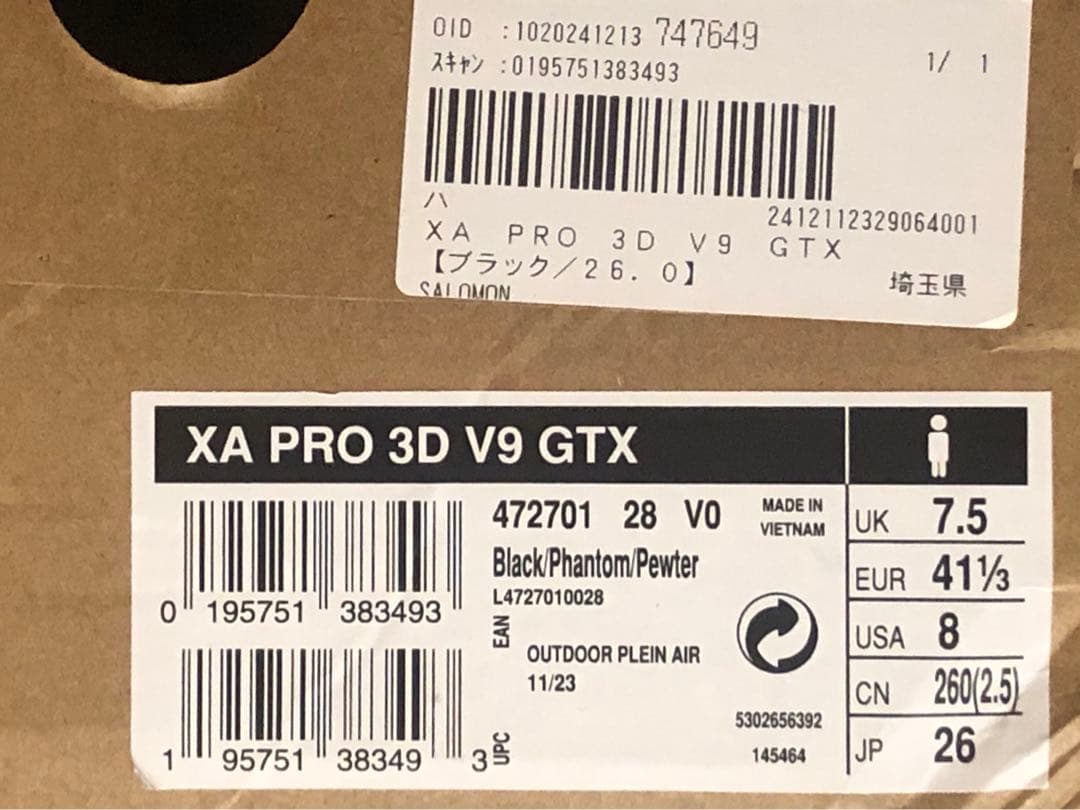 OID :1020241213 747649
1/ 1
ｽｷｬﾝ :0195751383493
ハ
2412112329064001
XA PRO 3D V9 GTX
【ブラック／26.0】
埼玉県
SALOMON
XA PRO 3D V9 GTX
472701 28 V0
MADE IN
VIETNAM
Black/Phantom/Pewter
L4727010028
0 195751 383493
EAN
OUTDOOR PLEIN AIR
11/23
5302656392
145464
1 95751 38349 3
UPC
UK 7.5
EUR 41⅓
USA 8
CN 260(2.5)
JP 26